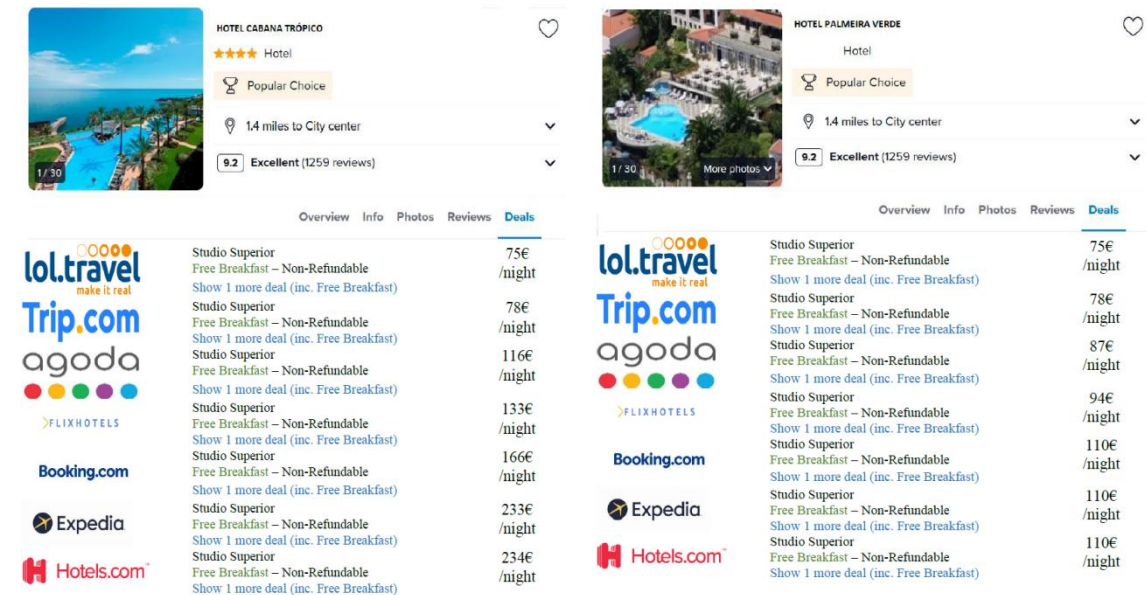 HOTEL CABANA TRÓPICO
Hotel
Popular Choice
1.4 miles to City center
9.2 Excellent (1259 reviews)
1 / 30
Overview Info Photos Reviews Deals
lol.travel
make it real
Studio Superior
Free Breakfast – Non-Refundable
Show 1 more deal (inc. Free Breakfast)
75€
/night
Trip.com
Studio Superior
Free Breakfast – Non-Refundable
Show 1 more deal (inc. Free Breakfast)
78€
/night
agoda
Studio Superior
Free Breakfast – Non-Refundable
Show 1 more deal (inc. Free Breakfast)
116€
/night
FLIXHOTELS
Studio Superior
Free Breakfast – Non-Refundable
Show 1 more deal (inc. Free Breakfast)
133€
/night
Booking.com
Studio Superior
Free Breakfast – Non-Refundable
Show 1 more deal (inc. Free Breakfast)
166€
/night
Expedia
Studio Superior
Free Breakfast – Non-Refundable
Show 1 more deal (inc. Free Breakfast)
233€
/night
Hotels.com
Studio Superior
Free Breakfast – Non-Refundable
Show 1 more deal (inc. Free Breakfast)
234€
/night
HOTEL PALMEIRA VERDE
Hotel
Popular Choice
1.4 miles to City center
9.2 Excellent (1259 reviews)
1 / 30
More photos
Overview Info Photos Reviews Deals
lol.travel
make it real
Studio Superior
Free Breakfast – Non-Refundable
Show 1 more deal (inc. Free Breakfast)
75€
/night
Trip.com
Studio Superior
Free Breakfast – Non-Refundable
Show 1 more deal (inc. Free Breakfast)
78€
/night
agoda
Studio Superior
Free Breakfast – Non-Refundable
Show 1 more deal (inc. Free Breakfast)
87€
/night
FLIXHOTELS
Studio Superior
Free Breakfast – Non-Refundable
Show 1 more deal (inc. Free Breakfast)
94€
/night
Booking.com
Studio Superior
Free Breakfast – Non-Refundable
Show 1 more deal (inc. Free Breakfast)
110€
/night
Expedia
Studio Superior
Free Breakfast – Non-Refundable
Show 1 more deal (inc. Free Breakfast)
110€
/night
Hotels.com
Studio Superior
Free Breakfast – Non-Refundable
Show 1 more deal (inc. Free Breakfast)
110€
/night